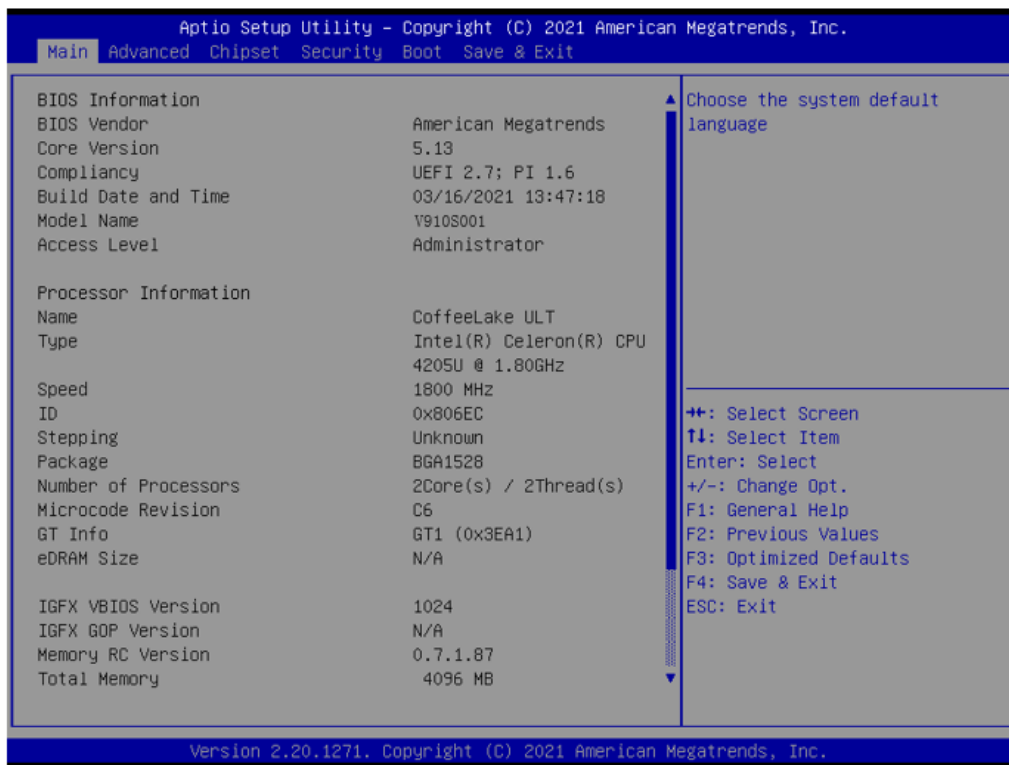 Aptio Setup Utility - Copyright (C) 2021 American Megatrends, Inc.
Main Advanced Chipset Security Boot Save & Exit
BIOS Information
BIOS Vendor American Megatrends
Core Version 5.13
Compliancy UEFI 2.7; PI 1.6
Build Date and Time 03/16/2021 13:47:18
Model Name V910S001
Access Level Administrator
Processor Information
Name CoffeeLake ULT
Type Intel(R) Celeron(R) CPU
4205U @ 1.80GHz
Speed 1800 MHz
ID 0x806EC
Stepping Unknown
Package BGA1528
Number of Processors 2Core(s) / 2Thread(s)
Microcode Revision C6
GT Info GT1 (0x3EA1)
eDRAM Size N/A
IGFX VBIOS Version 1024
IGFX GOP Version N/A
Memory RC Version 0.7.1.87
Total Memory 4096 MB
Choose the system default
language
→←: Select Screen
↑↓: Select Item
Enter: Select
+/-: Change Opt.
F1: General Help
F2: Previous Values
F3: Optimized Defaults
F4: Save & Exit
ESC: Exit
Version 2.20.1271. Copyright (C) 2021 American Megatrends, Inc.